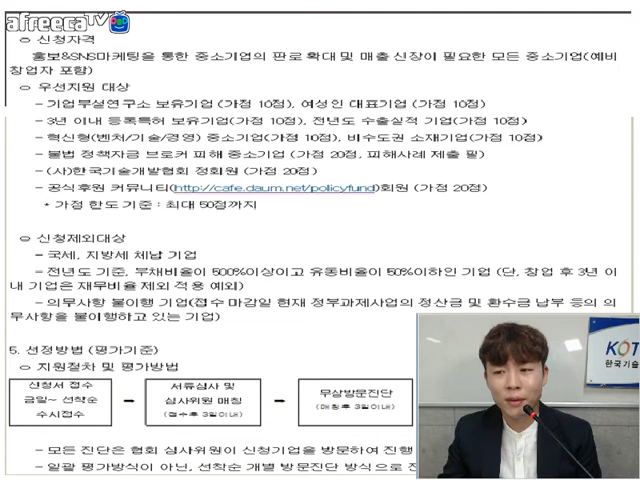 afreecaTV
○ 신청자격
홍보&SNS마케팅을 통한 중소기업의 판로 확대 및 매출 신장이 필요한 모든 중소기업(예비
창업자 포함)
○ 우선지원 대상
- 기업부설연구소 보유기업 (가점 10점), 여성인 대표기업 (가점 10점)
- 3년 이내 등록특허 보유기업(가점 10점), 전년도 수출실적 기업(가점 10점)
- 혁신형(벤처/기술/경영) 중소기업(가점 10점), 비수도권 소재기업(가점 10점)
- 불법 정책자금 브로커 피해 중소기업 (가점 20점, 피해사례 제출 필)
- (사)한국기술개발협회 정회원 (가점 20점)
- 공식후원 커뮤니티(http://cafe.daum.net/policyfund)회원 (가점 20점)
* 가점 한도 기준 : 최대 50점까지
○ 신청제외대상
- 국세, 지방세 체납 기업
- 전년도 기준, 부채비율이 500%이상이고 유동비율이 50%이하인 기업 (단, 창업 후 3년 이
내 기업은 재무비율 제외 적용 예외)
- 의무사항 불이행 기업(접수 마감일 현재 정부과제사업의 정산금 및 환수금 납부 등의 의
무사항을 불이행하고 있는 기업)
5. 선정방법 (평가기준)
○ 지원절차 및 평가방법
신청서 접수
금일~ 선착순
수시접수
서류심사 및
심사위원 매칭
(접수후 3일이내)
무상방문진단
(매칭후 3일이내)
- 모든 진단은 협회 심사위원이 신청기업을 방문하여 진행
- 일괄 평가방식이 아닌, 선착순 개별 방문진단 방식으로
KOT
한국기술